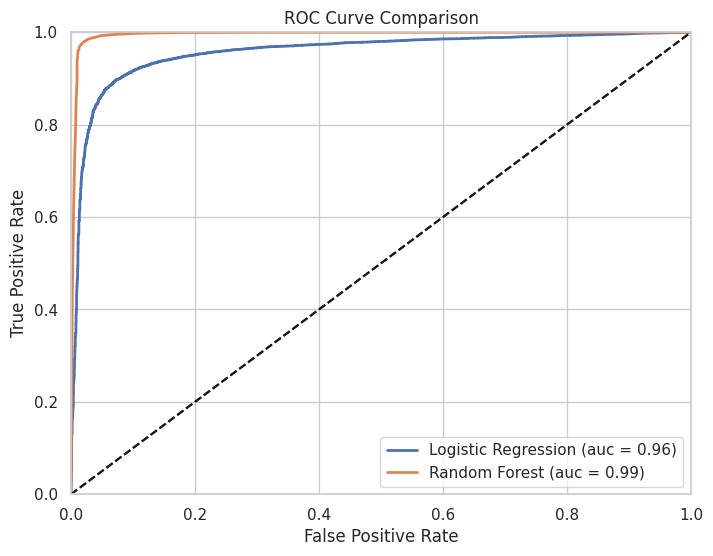 ROC Curve Comparison
1.0
0.8
0.6
0.4
0.2
0.0
True Positive Rate
Logistic Regression (auc = 0.96)
Random Forest (auc = 0.99)
0.0 0.2 0.4 0.6 0.8 1.0
False Positive Rate